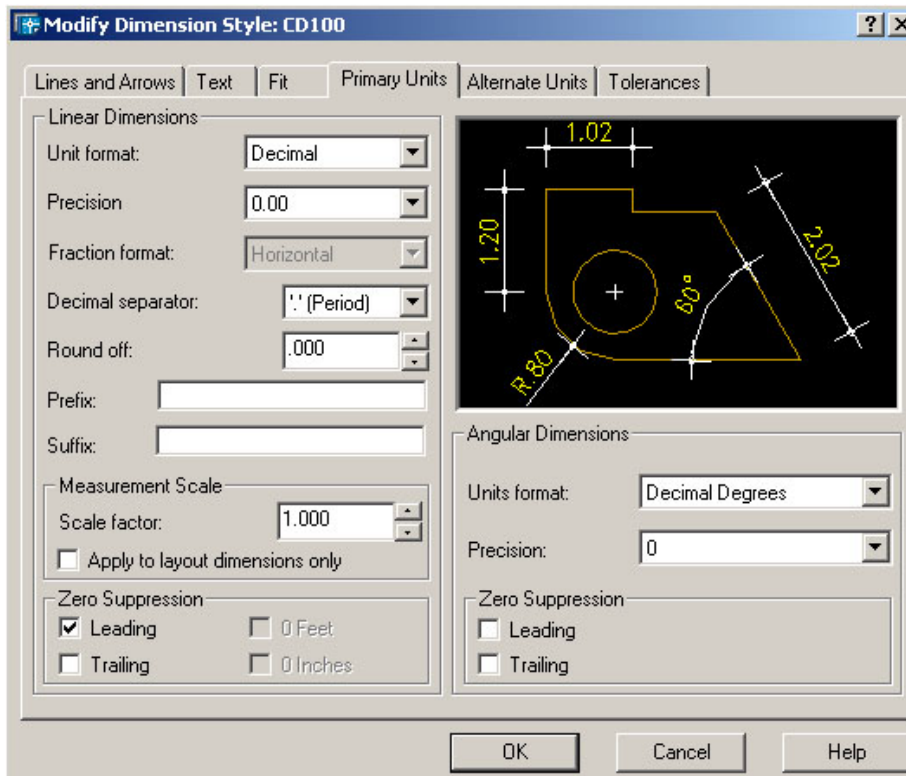 Modify Dimension Style: CD100
Lines and Arrows Text Fit Primary Units Alternate Units Tolerances
Linear Dimensions
Unit format: Decimal
Precision 0.00
Fraction format: Horizontal
Decimal separator: '.' (Period)
Round off: .000
Prefix:
Suffix:
Measurement Scale
Scale factor: 1.000
Apply to layout dimensions only
Zero Suppression
Leading 0 Feet
Trailing 0 Inches
1.02
1.20
2.02
60°
R.80
Angular Dimensions
Units format: Decimal Degrees
Precision: 0
Zero Suppression
Leading
Trailing
OK Cancel Help